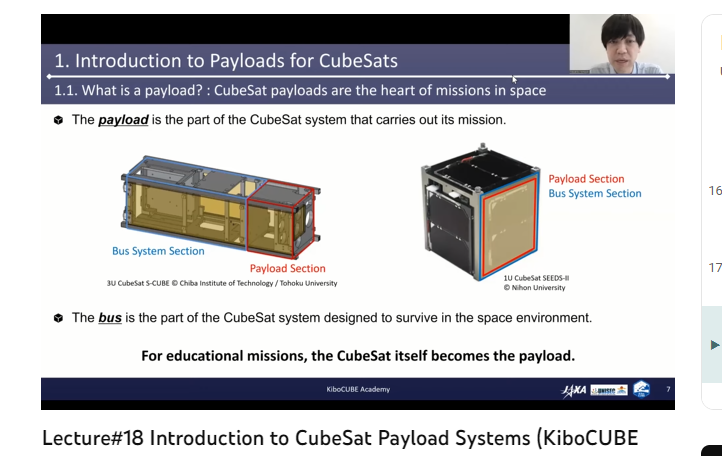 1. Introduction to Payloads for CubeSats
1.1. What is a payload? : CubeSat payloads are the heart of missions in space
The payload is the part of the CubeSat system that carries out its mission.
Bus System Section
Payload Section
3U CubeSat S-CUBE © Chiba Institute of Technology / Tohoku University
Payload Section
Bus System Section
1U CubeSat SEEDS-II
© Nihon University
The bus is the part of the CubeSat system designed to survive in the space environment.
For educational missions, the CubeSat itself becomes the payload.
KiboCUBE Academy
JAXA
UNISEC
7
16
17
Lecture#18 Introduction to CubeSat Payload Systems (KiboCUBE